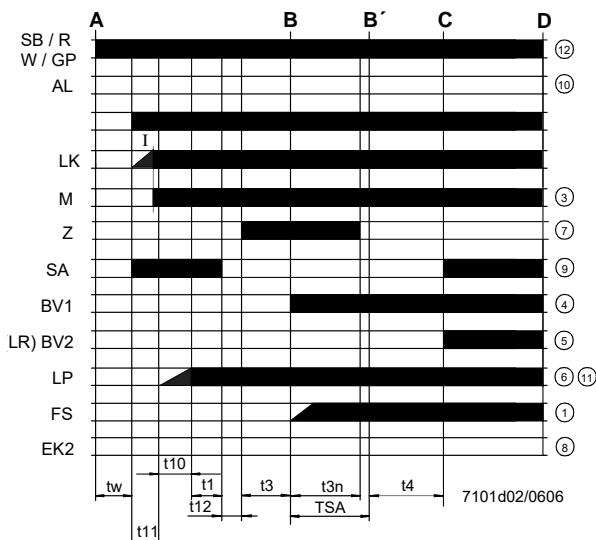 A B B´ C D
SB / R
W / GP 12
AL 10
I
LK
M 3
Z 7
SA 9
BV1 4
LR) BV2 5
LP 6 11
FS 1
EK2 8
t10 t3 t3n t4
tw t1 TSA 7101d02/0606
t12
t11